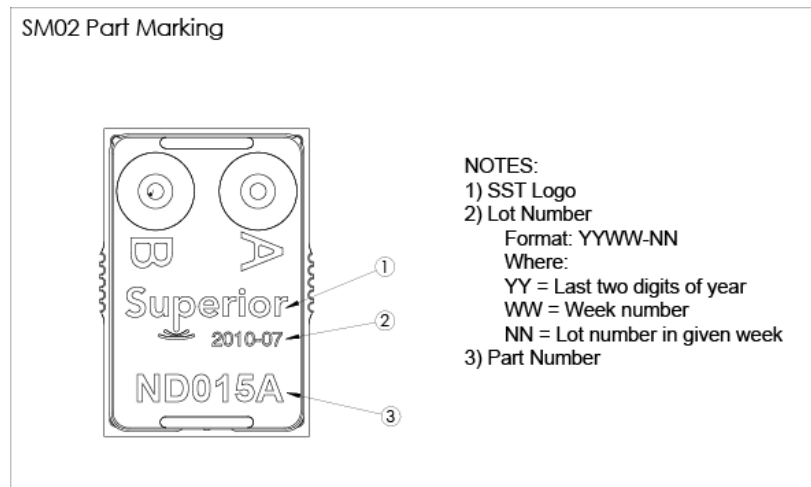 SM02 Part Marking
B A
Superior
2010-07
ND015A
1
2
3
NOTES:
1) SST Logo
2) Lot Number
Format: YYWW-NN
Where:
YY = Last two digits of year
WW = Week number
NN = Lot number in given week
3) Part Number